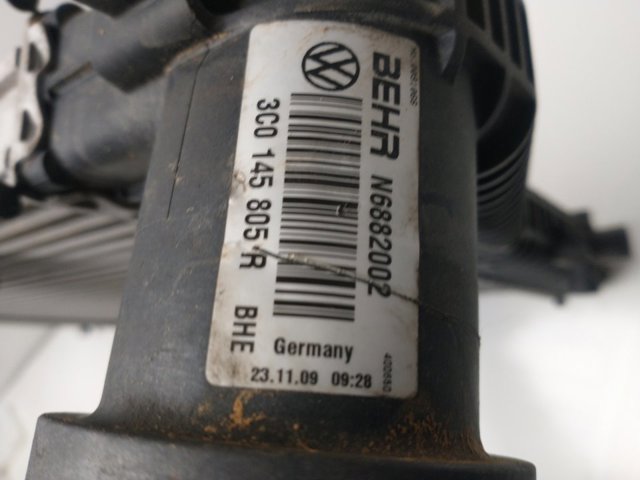 BEHR N6882002
3C0 145 805 R BHE
Germany
23.11.09 09:28